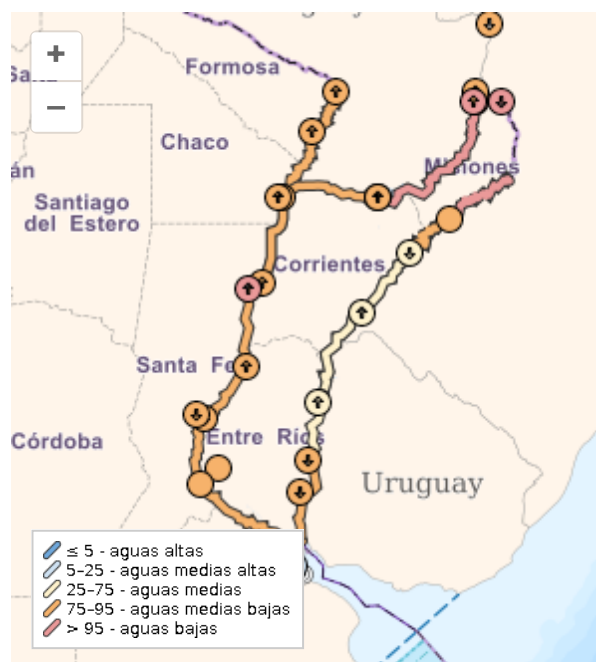 +
−
Formosa
Chaco
Misiones
Santiago
del Estero
Corrientes
Santa Fe
Córdoba
Entre Ríos
Uruguay
≤ 5 - aguas altas
5-25 - aguas medias altas
25-75 - aguas medias
75-95 - aguas medias bajas
> 95 - aguas bajas